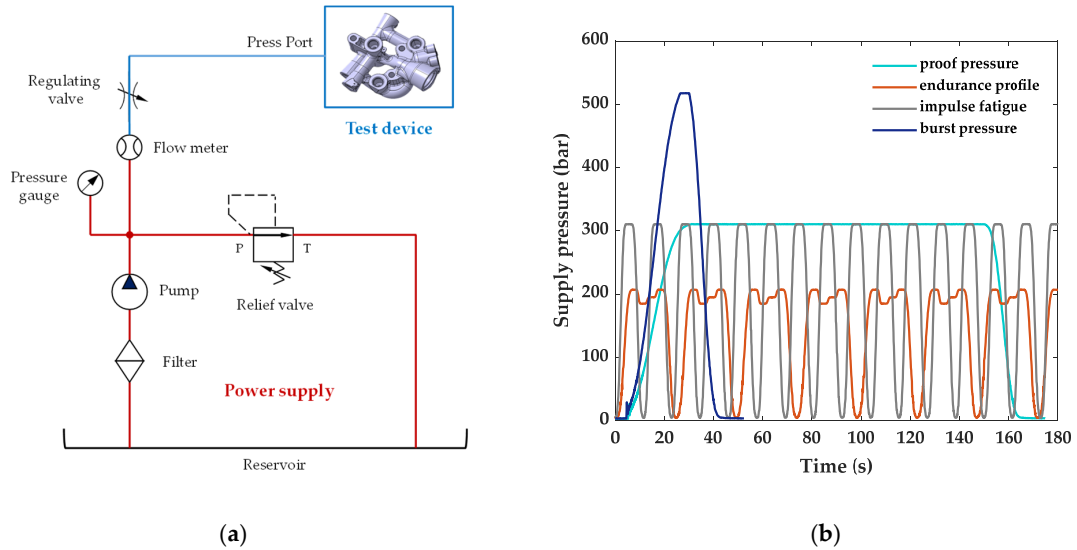 Press Port
Regulating
valve
Test device
Flow meter
Pressure
gauge
P
T
Relief valve
Pump
Filter
Power supply
Reservoir
(a)
600
500
400
300
200
100
0
0
20
40
60
80
100
120
140
160
180
Supply pressure (bar)
Time (s)
proof pressure
endurance profile
impulse fatigue
burst pressure
(b)